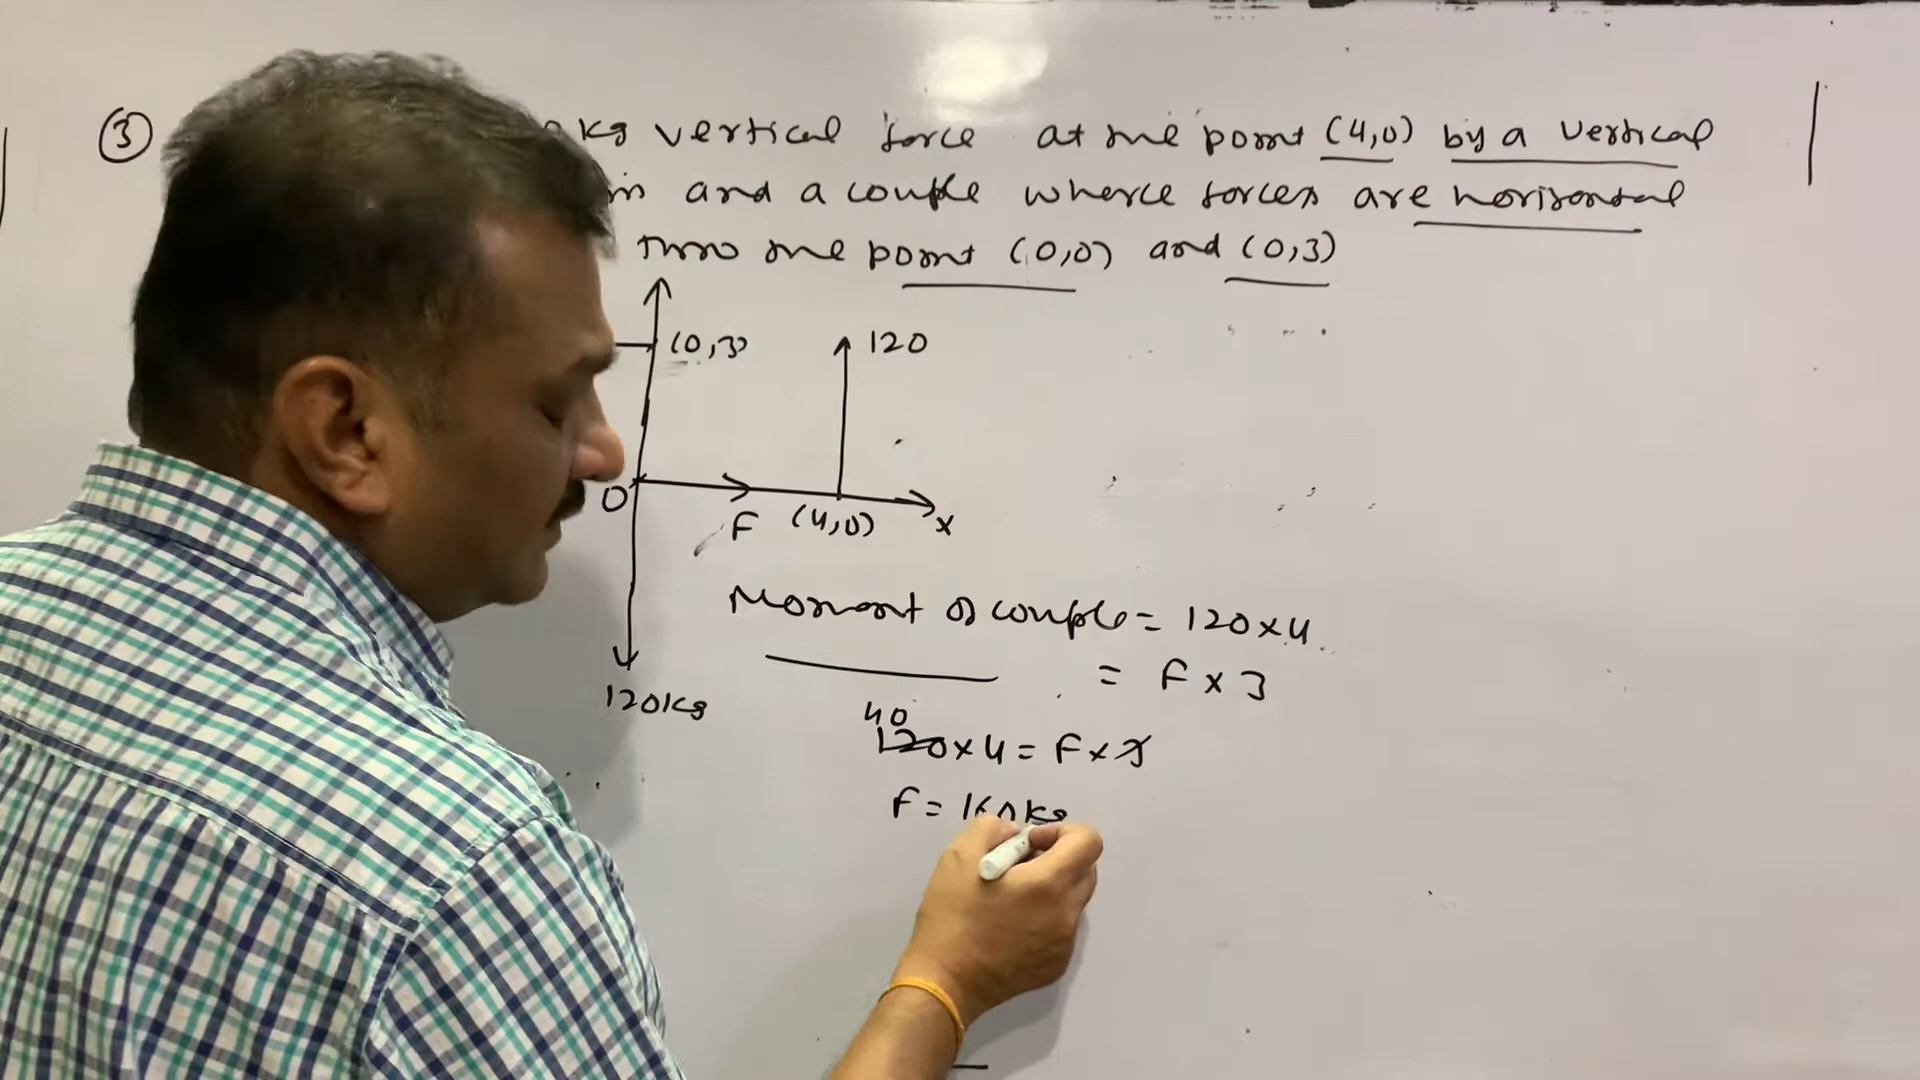 ③ kg vertical force at the point (4,0) by a vertical
and a couple whose forces are horizontal
thro the point (0,0) and (0,3)
(0,3) 120
O F (4,0) x
Moment of couple = 120 x 4
= F x 3
120kg
40
120 x 4 = F x 3
F = 160kg